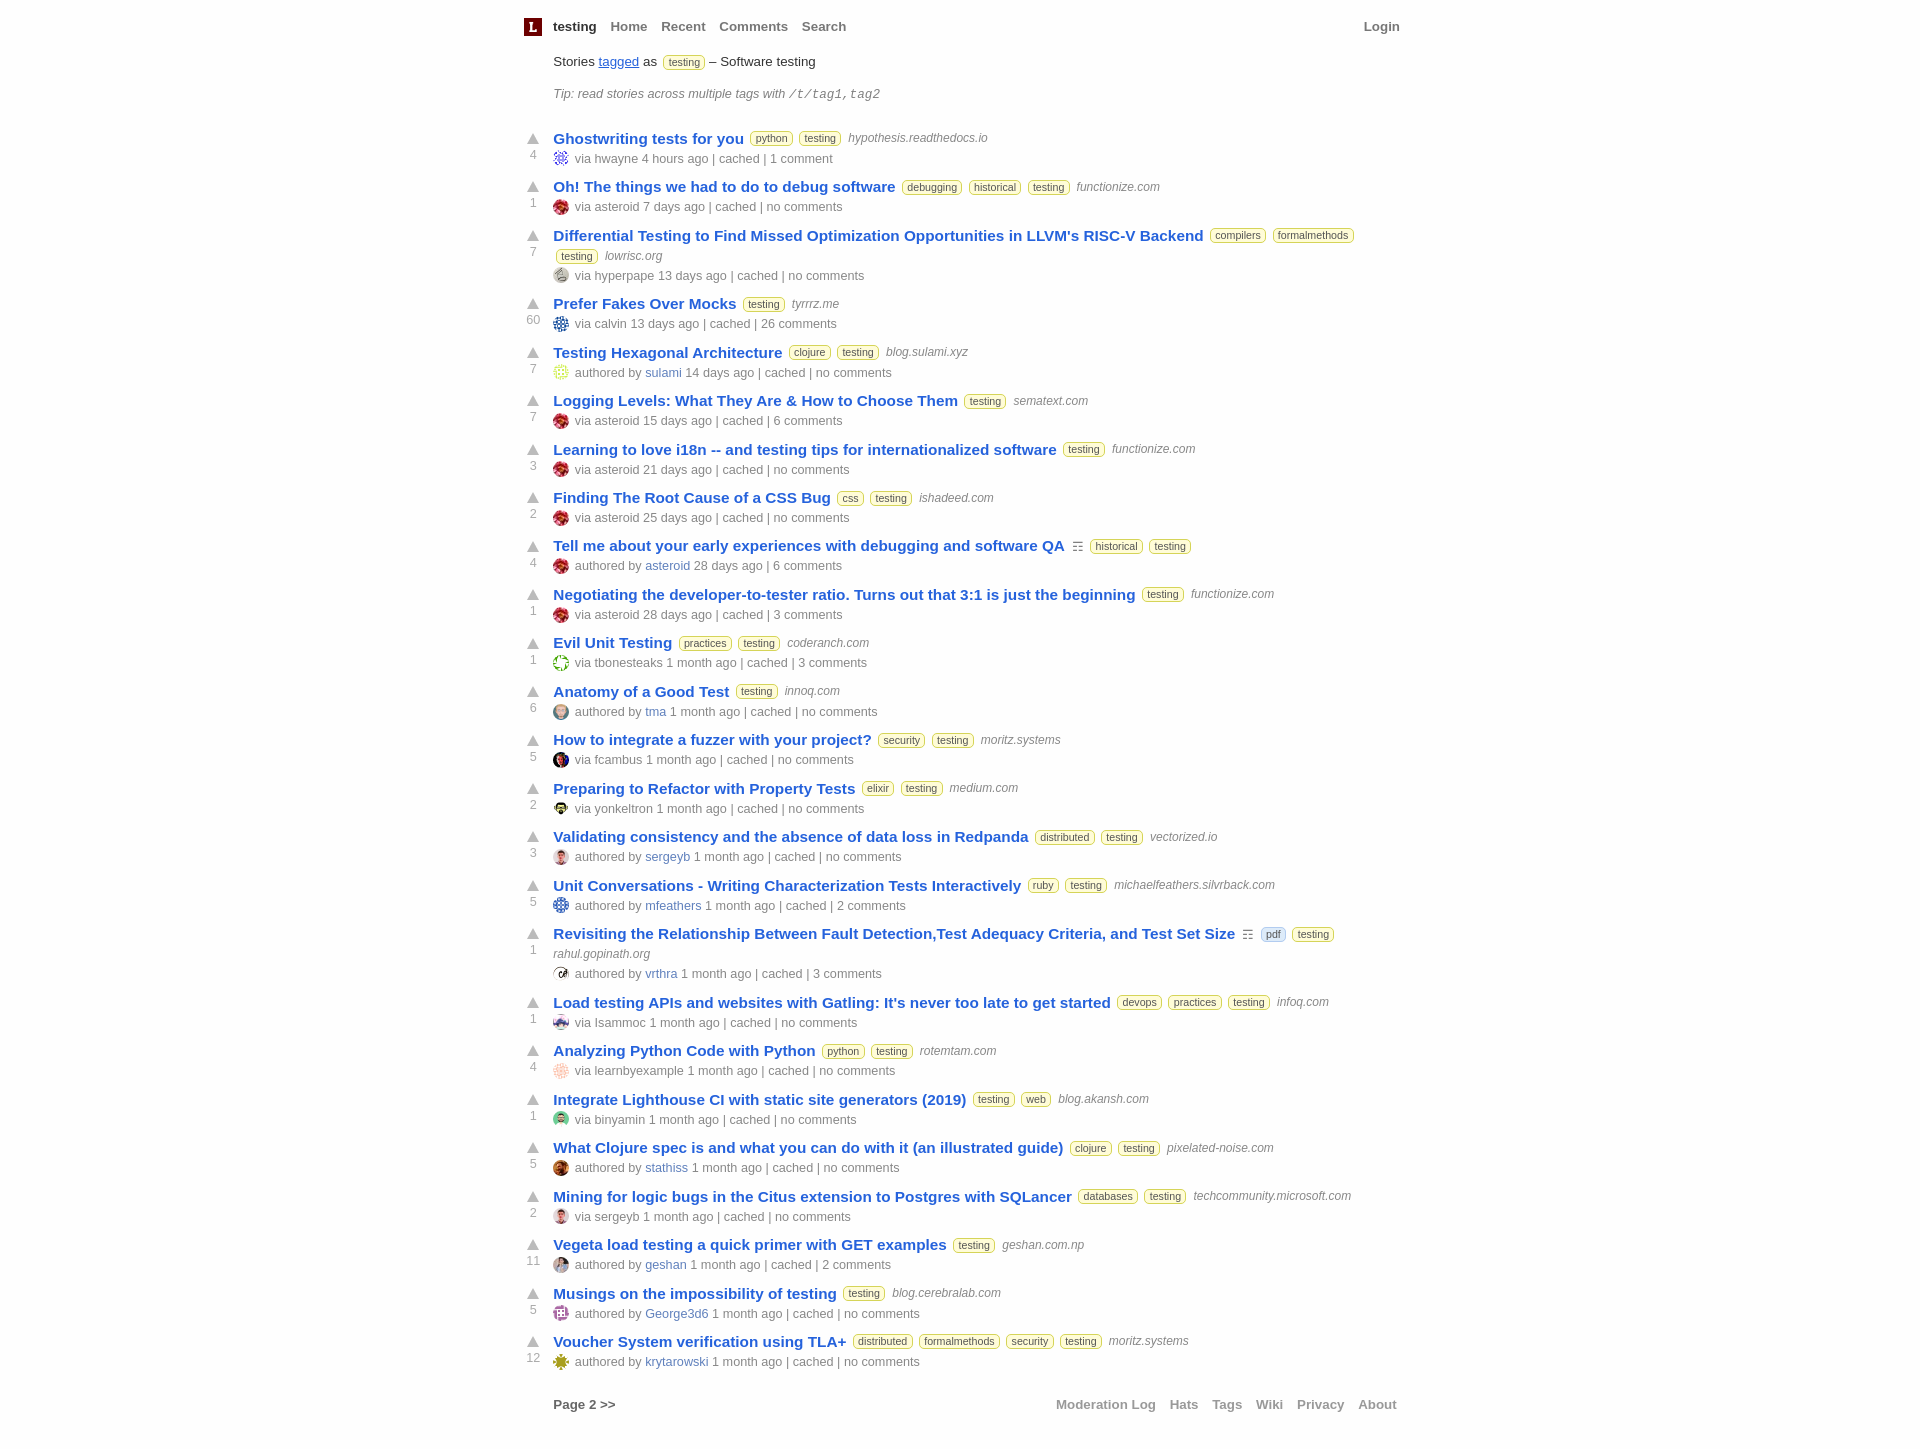 L testing Home Recent Comments Search Login
Stories tagged as testing – Software testing
Tip: read stories across multiple tags with /t/tag1,tag2
Ghostwriting tests for you python testing hypothesis.readthedocs.io
4 via hwayne 4 hours ago | cached | 1 comment
Oh! The things we had to do to debug software debugging historical testing functionize.com
1 via asteroid 7 days ago | cached | no comments
Differential Testing to Find Missed Optimization Opportunities in LLVM's RISC-V Backend compilers formalmethods
7 testing lowrisc.org
via hyperpape 13 days ago | cached | no comments
Prefer Fakes Over Mocks testing tyrrrz.me
60 via calvin 13 days ago | cached | 26 comments
Testing Hexagonal Architecture clojure testing blog.sulami.xyz
7 authored by sulami 14 days ago | cached | no comments
Logging Levels: What They Are & How to Choose Them testing sematext.com
7 via asteroid 15 days ago | cached | 6 comments
Learning to love i18n -- and testing tips for internationalized software testing functionize.com
3 via asteroid 21 days ago | cached | no comments
Finding The Root Cause of a CSS Bug css testing ishadeed.com
2 via asteroid 25 days ago | cached | no comments
Tell me about your early experiences with debugging and software QA ☶ historical testing
4 authored by asteroid 28 days ago | 6 comments
Negotiating the developer-to-tester ratio. Turns out that 3:1 is just the beginning testing functionize.com
1 via asteroid 28 days ago | cached | 3 comments
Evil Unit Testing practices testing coderanch.com
1 via tbonesteaks 1 month ago | cached | 3 comments
Anatomy of a Good Test testing innoq.com
6 authored by tma 1 month ago | cached | no comments
How to integrate a fuzzer with your project? security testing moritz.systems
5 via fcambus 1 month ago | cached | no comments
Preparing to Refactor with Property Tests elixir testing medium.com
2 via yonkeltron 1 month ago | cached | no comments
Validating consistency and the absence of data loss in Redpanda distributed testing vectorized.io
3 authored by sergeyb 1 month ago | cached | no comments
Unit Conversations - Writing Characterization Tests Interactively ruby testing michaelfeathers.silvrback.com
5 authored by mfeathers 1 month ago | cached | 2 comments
Revisiting the Relationship Between Fault Detection,Test Adequacy Criteria, and Test Set Size ☶ pdf testing
1 rahul.gopinath.org
authored by vrthra 1 month ago | cached | 3 comments
Load testing APIs and websites with Gatling: It's never too late to get started devops practices testing infoq.com
1 via Isammoc 1 month ago | cached | no comments
Analyzing Python Code with Python python testing rotemtam.com
4 via learnbyexample 1 month ago | cached | no comments
Integrate Lighthouse CI with static site generators (2019) testing web blog.akansh.com
1 via binyamin 1 month ago | cached | no comments
What Clojure spec is and what you can do with it (an illustrated guide) clojure testing pixelated-noise.com
5 authored by stathiss 1 month ago | cached | no comments
Mining for logic bugs in the Citus extension to Postgres with SQLancer databases testing techcommunity.microsoft.com
2 via sergeyb 1 month ago | cached | no comments
Vegeta load testing a quick primer with GET examples testing geshan.com.np
11 authored by geshan 1 month ago | cached | 2 comments
Musings on the impossibility of testing testing blog.cerebralab.com
5 authored by George3d6 1 month ago | cached | no comments
Voucher System verification using TLA+ distributed formalmethods security testing moritz.systems
12 authored by krytarowski 1 month ago | cached | no comments
Page 2 >> Moderation Log Hats Tags Wiki Privacy About